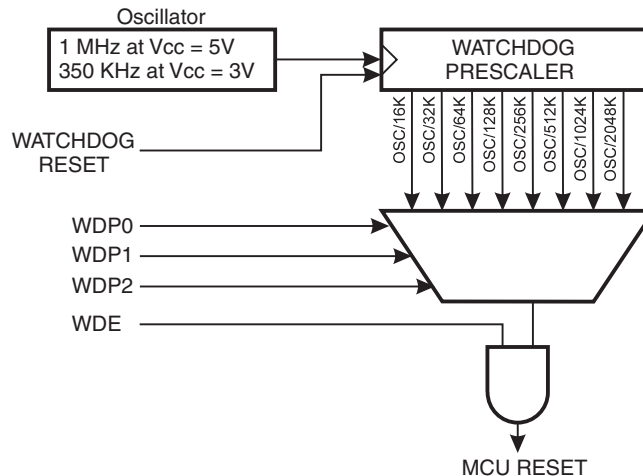 Oscillator
1 MHz at Vcc = 5V
350 KHz at Vcc = 3V
WATCHDOG
PRESCALER
WATCHDOG
RESET
OSC/16K
OSC/32K
OSC/64K
OSC/128K
OSC/256K
OSC/512K
OSC/1024K
OSC/2048K
WDP0
WDP1
WDP2
WDE
MCU RESET